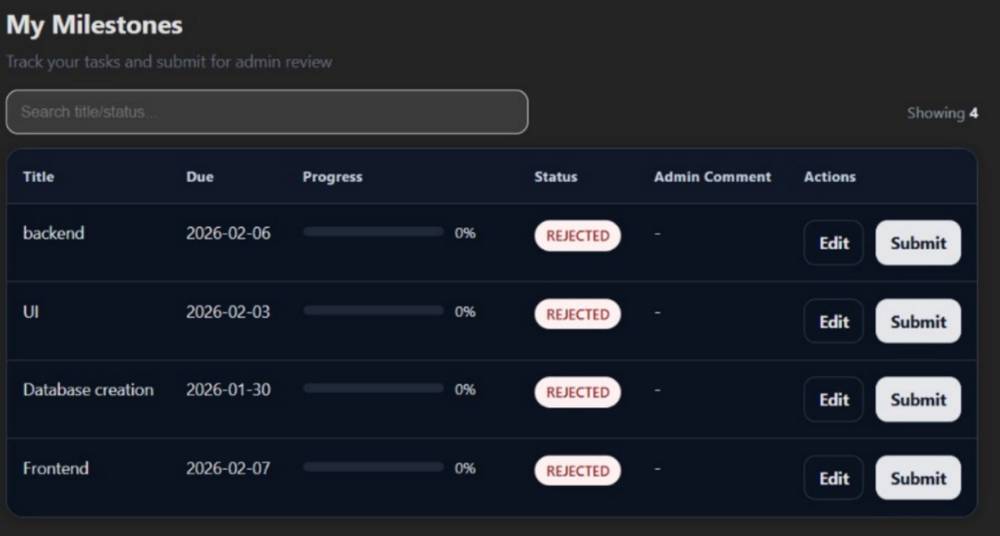 My Milestones
Track your tasks and submit for admin review
Search title/status...
Showing 4
Title Due Progress Status Admin Comment Actions
backend 2026-02-06 0% REJECTED - Edit Submit
UI 2026-02-03 0% REJECTED - Edit Submit
Database creation 2026-01-30 0% REJECTED - Edit Submit
Frontend 2026-02-07 0% REJECTED - Edit Submit